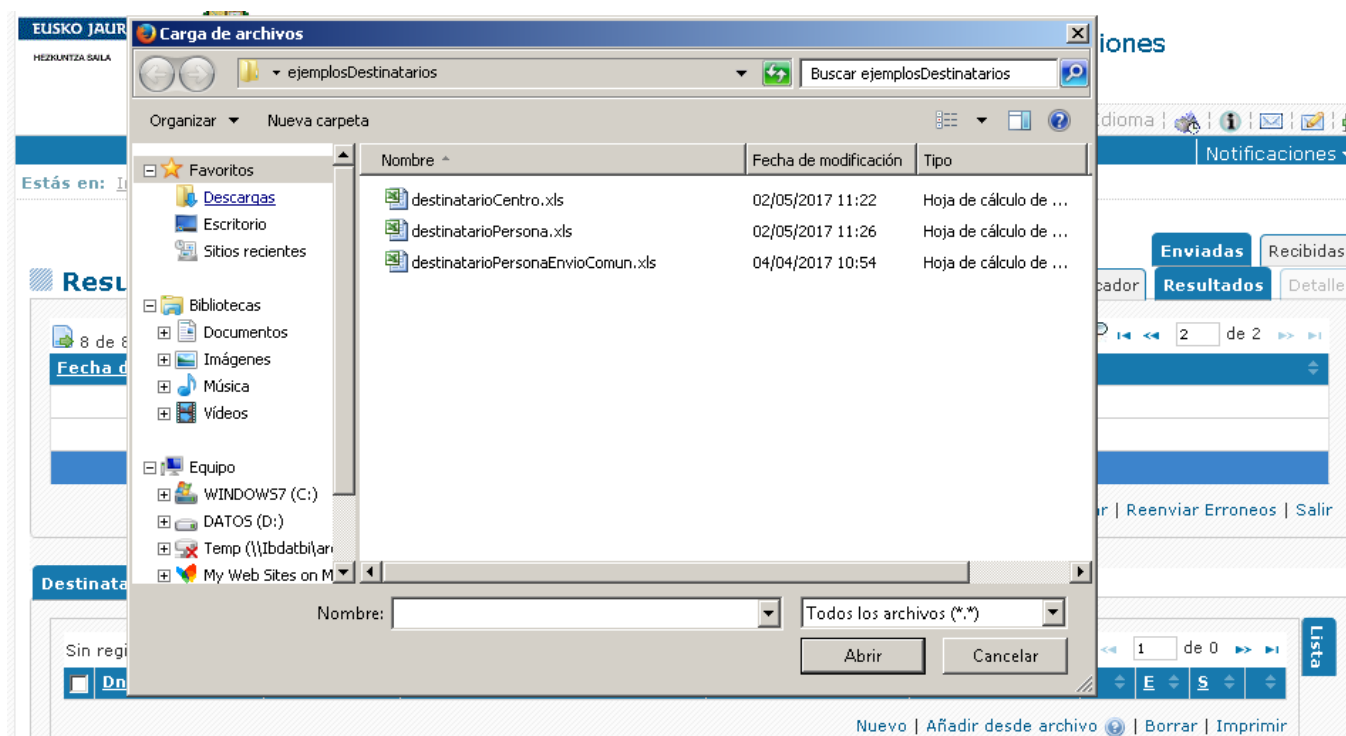 EUSKO JAUR
HEZKUNTZA SAILA
Carga de archivos
iones
ejemplosDestinatarios
Buscar ejemplosDestinatarios
Organizar
Nueva carpeta
Idioma
Notificaciones
Estás en:
Nombre
Fecha de modificación
Tipo
Favoritos
Descargas
Escritorio
Sitios recientes
Bibliotecas
Documentos
Imágenes
Música
Vídeos
Equipo
WINDOWS7 (C:)
DATOS (D:)
Temp (\\Ibdatbi\arc
My Web Sites on M
destinatarioCentro.xls 02/05/2017 11:22 Hoja de cálculo de ...
destinatarioPersona.xls 02/05/2017 11:26 Hoja de cálculo de ...
destinatarioPersonaEnvioComun.xls 04/04/2017 10:54 Hoja de cálculo de ...
Enviadas Recibidas
cador Resultados Detalle
Resu
8 de 8
2 de 2
Fecha d
ar | Reenviar Erroneos | Salir
Destinata
Nombre:
Todos los archivos (*.*)
Abrir Cancelar
Sin regi
1 de 0
Lista
Dn
E S
Nuevo | Añadir desde archivo | Borrar | Imprimir